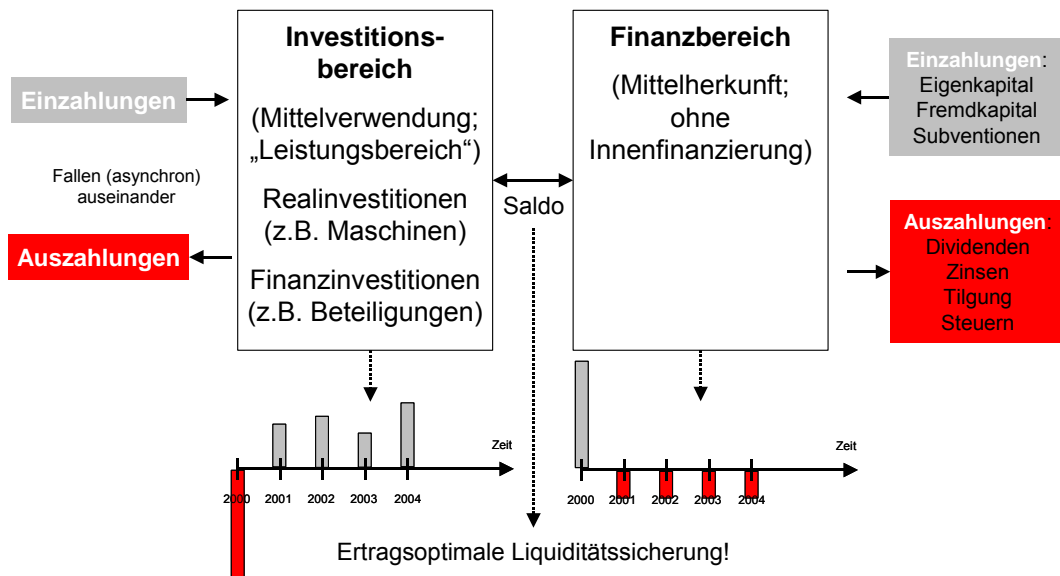 Einzahlungen
Fallen (asynchron)
auseinander
Auszahlungen
Investitions-
bereich
(Mittelverwendung;
„Leistungsbereich“)
Realinvestitionen
(z.B. Maschinen)
Finanzinvestitionen
(z.B. Beteiligungen)
Saldo
Finanzbereich
(Mittelherkunft;
ohne
Innenfinanzierung)
Einzahlungen:
Eigenkapital
Fremdkapital
Subventionen
Auszahlungen:
Dividenden
Zinsen
Tilgung
Steuern
Zeit
2000 2001 2002 2003 2004
Zeit
2000 2001 2002 2003 2004
Ertragsoptimale Liquiditätssicherung!